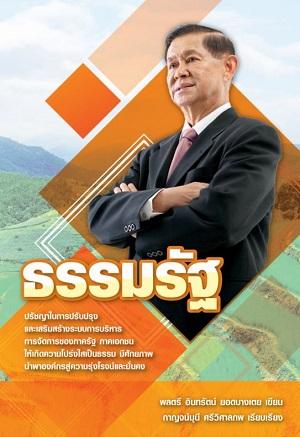 ธรรมรัฐ
ปรัชญาในการปรับปรุง
และเสริมสร้างระบบการบริหาร
การจัดการของภาครัฐ ภาคเอกชน
ให้เกิดความโปร่งใสเป็นธรรม มีศักยภาพ
นำพาองค์กรสู่ความรุ่งโรจน์และมั่นคง
พลตรี อินทรัตน์ ยอดบางเตย เขียน
กาญจน์มุนี ศรีวิศาลภพ เรียบเรียง